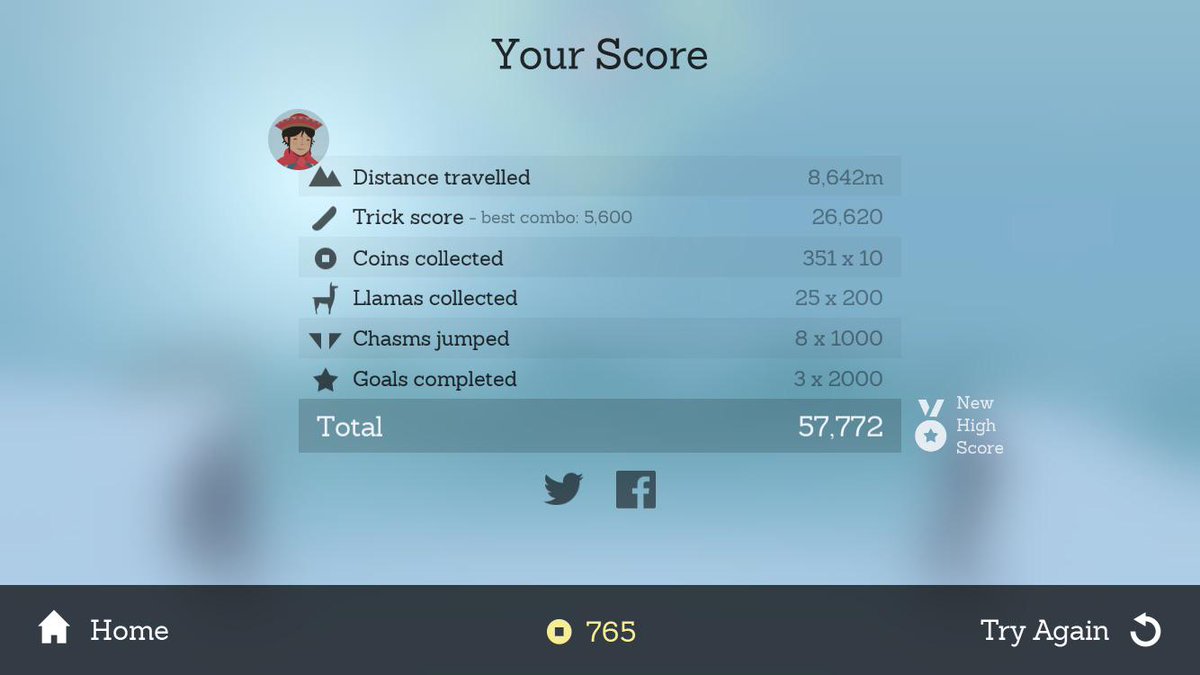 Your Score
Distance travelled 8,642m
Trick score - best combo: 5,600 26,620
Coins collected 351 x 10
Llamas collected 25 x 200
Chasms jumped 8 x 1000
Goals completed 3 x 2000
Total 57,772
New
High
Score
Home 765 Try Again